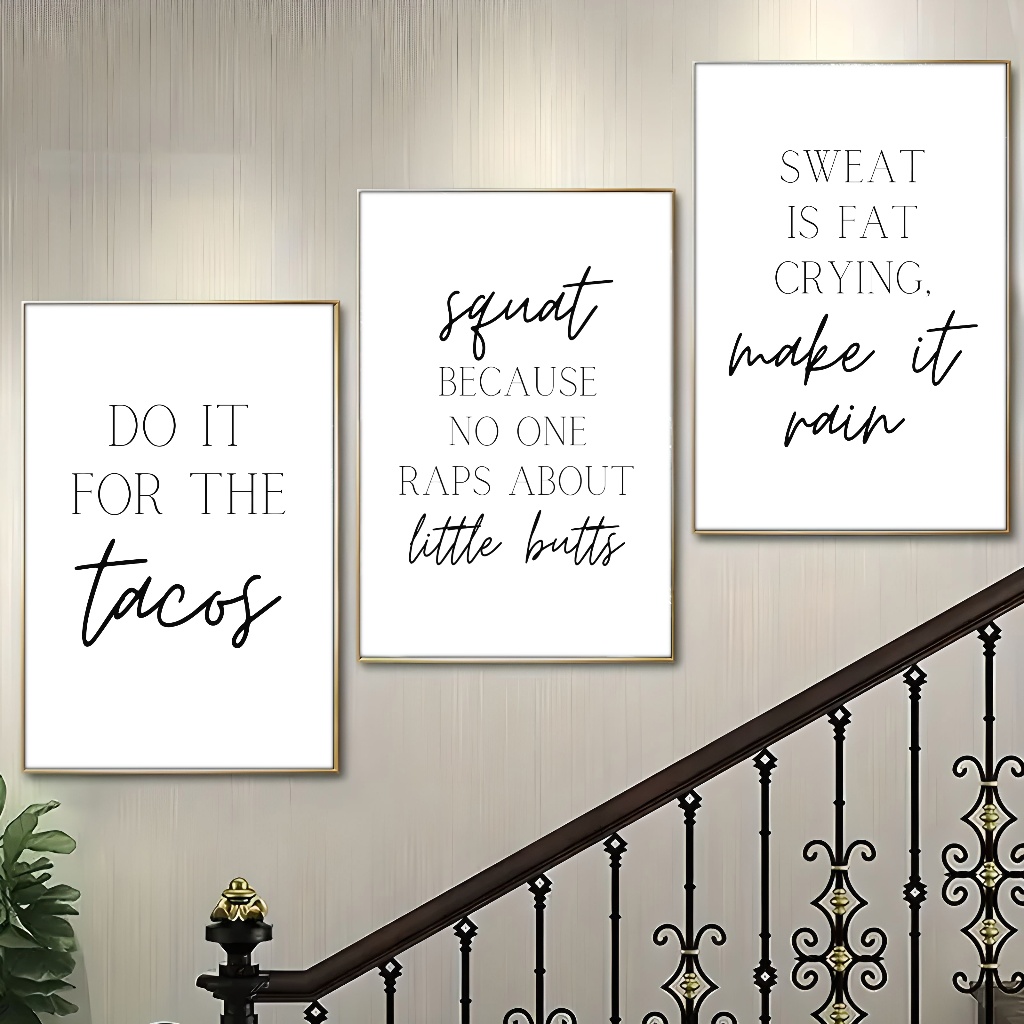 DO IT
FOR THE
tacos
squat
BECAUSE
NO ONE
RAPS ABOUT
little butts
SWEAT
IS FAT
CRYING,
make it
rain